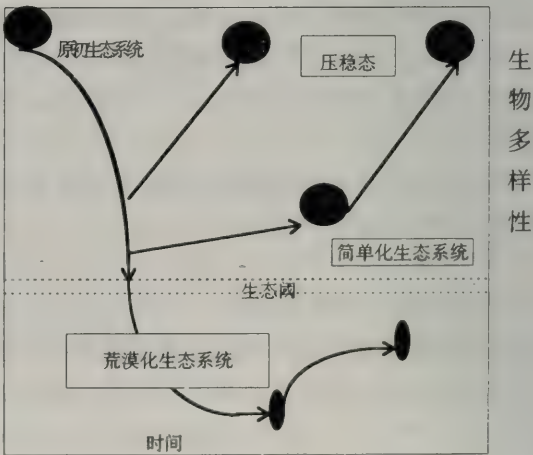 原初生态系统
压稳态
生物多样性
简单化生态系统
生态阈
荒漠化生态系统
时间